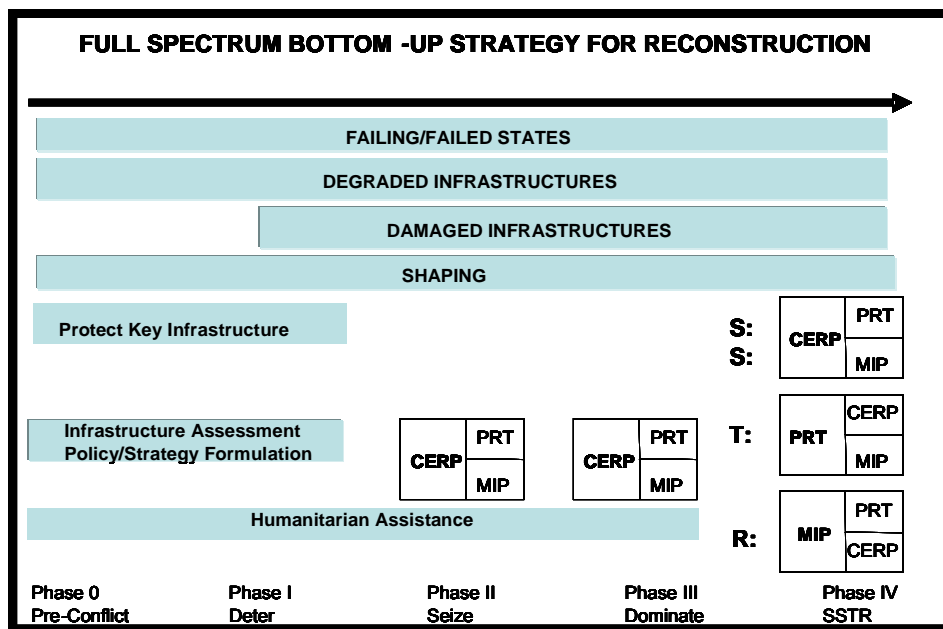 FULL SPECTRUM BOTTOM -UP STRATEGY FOR RECONSTRUCTION
FAILING/FAILED STATES
DEGRADED INFRASTRUCTURES
DAMAGED INFRASTRUCTURES
SHAPING
Protect Key Infrastructure
S:
S:
CERP
PRT
MIP
Infrastructure Assessment
Policy/Strategy Formulation
CERP
PRT
MIP
CERP
PRT
MIP
T:
PRT
CERP
MIP
Humanitarian Assistance
R:
MIP
PRT
CERP
Phase 0
Pre-Conflict
Phase I
Deter
Phase II
Seize
Phase III
Dominate
Phase IV
SSTR